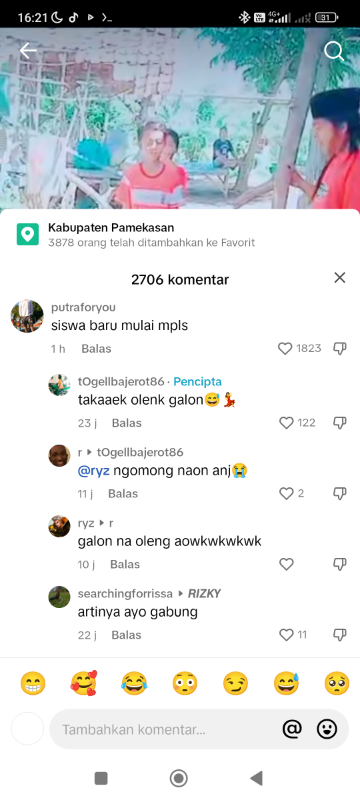 16:21
4G+
31
Kabupaten Pamekasan
3878 orang telah ditambahkan ke Favorit
2706 komentar
putraforyou
siswa baru mulai mpls
1 h Balas 1823
tOgellbajerot86 · Pencipta
takaaek olenk galon😅💃
23 j Balas 122
r ▸ tOgellbajerot86
@ryz ngomong naon anj😭
11 j Balas 2
ryz ▸ r
galon na oleng aowkwkwkwk
10 j Balas
searchingforrissa ▸ RIZKY
artinya ayo gabung
22 j Balas 11
Tambahkan komentar...